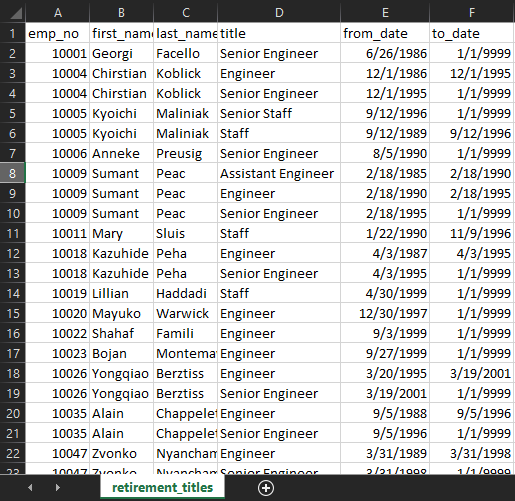 A B C D E F
1 emp_no first_name last_name title from_date to_date
2 10001 Georgi Facello Senior Engineer 6/26/1986 1/1/9999
3 10004 Chirstian Koblick Engineer 12/1/1986 12/1/1995
4 10004 Chirstian Koblick Senior Engineer 12/1/1995 1/1/9999
5 10005 Kyoichi Maliniak Senior Staff 9/12/1996 1/1/9999
6 10005 Kyoichi Maliniak Staff 9/12/1989 9/12/1996
7 10006 Anneke Preusig Senior Engineer 8/5/1990 1/1/9999
8 10009 Sumant Peac Assistant Engineer 2/18/1985 2/18/1990
9 10009 Sumant Peac Engineer 2/18/1990 2/18/1995
10 10009 Sumant Peac Senior Engineer 2/18/1995 1/1/9999
11 10011 Mary Sluis Staff 1/22/1990 11/9/1996
12 10018 Kazuhide Peha Engineer 4/3/1987 4/3/1995
13 10018 Kazuhide Peha Senior Engineer 4/3/1995 1/1/9999
14 10019 Lillian Haddadi Staff 4/30/1999 1/1/9999
15 10020 Mayuko Warwick Engineer 12/30/1997 1/1/9999
16 10022 Shahaf Famili Engineer 9/3/1999 1/1/9999
17 10023 Bojan Montema Engineer 9/27/1999 1/1/9999
18 10026 Yongqiao Berztiss Engineer 3/20/1995 3/19/2001
19 10026 Yongqiao Berztiss Senior Engineer 3/19/2001 1/1/9999
20 10035 Alain Chappelet Engineer 9/5/1988 9/5/1996
21 10035 Alain Chappelet Senior Engineer 9/5/1996 1/1/9999
22 10047 Zvonko Nyancham Engineer 3/31/1989 3/31/1998
23 10047 Zvonko Nyancham Senior Engineer 3/31/1998 1/1/9999
retirement_titles